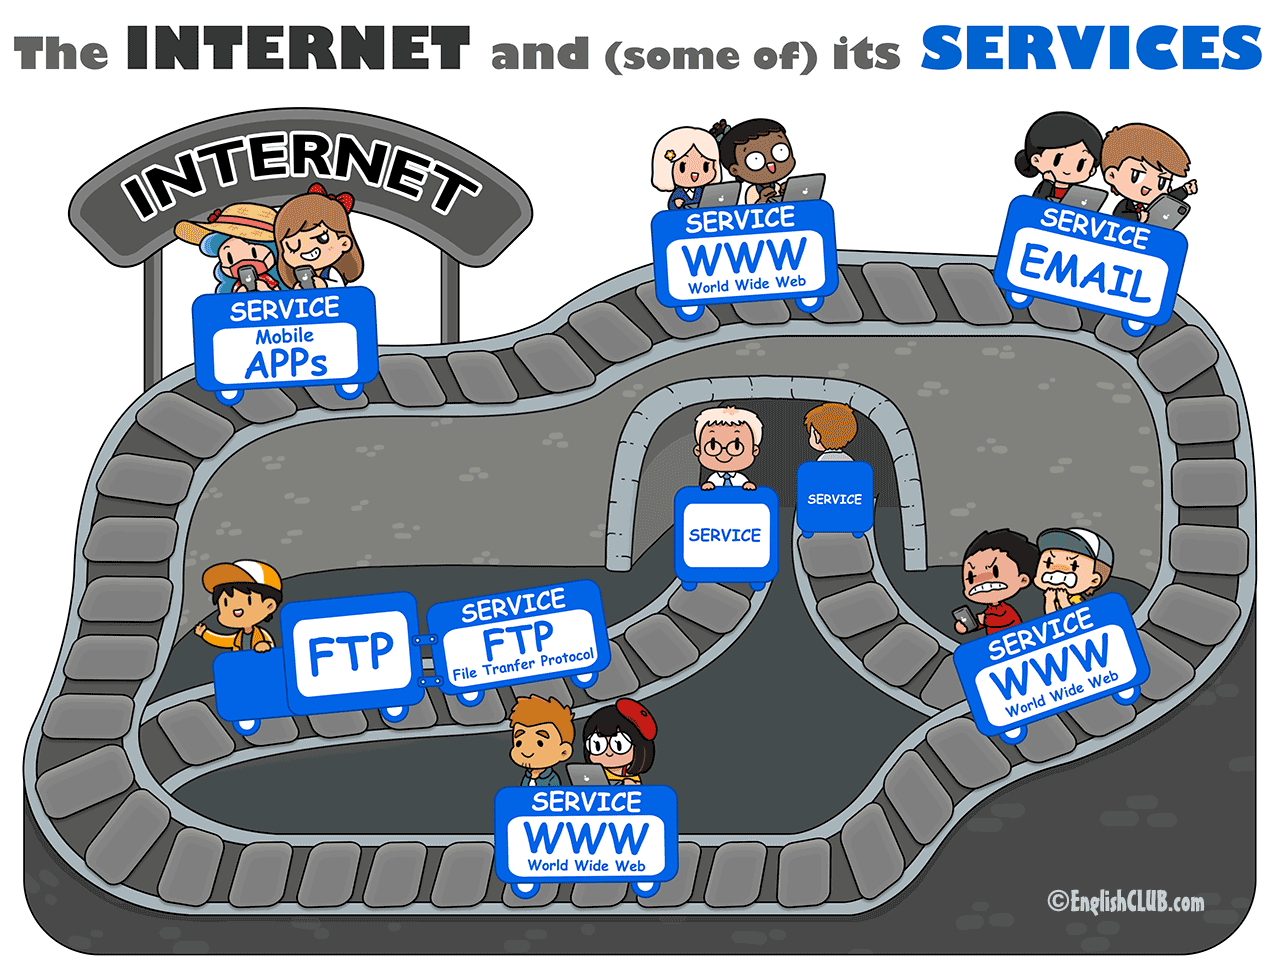 The INTERNET and (some of) its SERVICES
INTERNET
SERVICE
Mobile
APPs
SERVICE
WWW
World Wide Web
SERVICE
EMAIL
SERVICE
SERVICE
FTP
SERVICE
FTP
File Tranfer Protocol
SERVICE
WWW
World Wide Web
SERVICE
WWW
World Wide Web
©EnglishCLUB.com